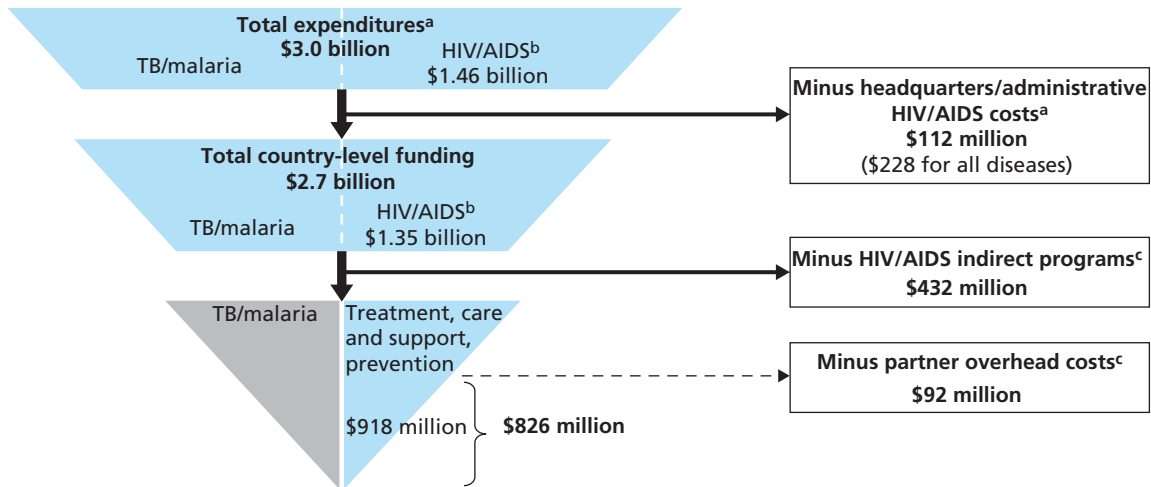 Total expendituresᵃ
$3.0 billion
TB/malaria
HIV/AIDSᵇ
$1.46 billion
Minus headquarters/administrative
HIV/AIDS costsᵃ
$112 million
($228 for all diseases)
Total country-level funding
$2.7 billion
TB/malaria
HIV/AIDSᵇ
$1.35 billion
Minus HIV/AIDS indirect programsᶜ
$432 million
TB/malaria
Treatment, care
and support,
prevention
Minus partner overhead costsᶜ
$92 million
$918 million
$826 million